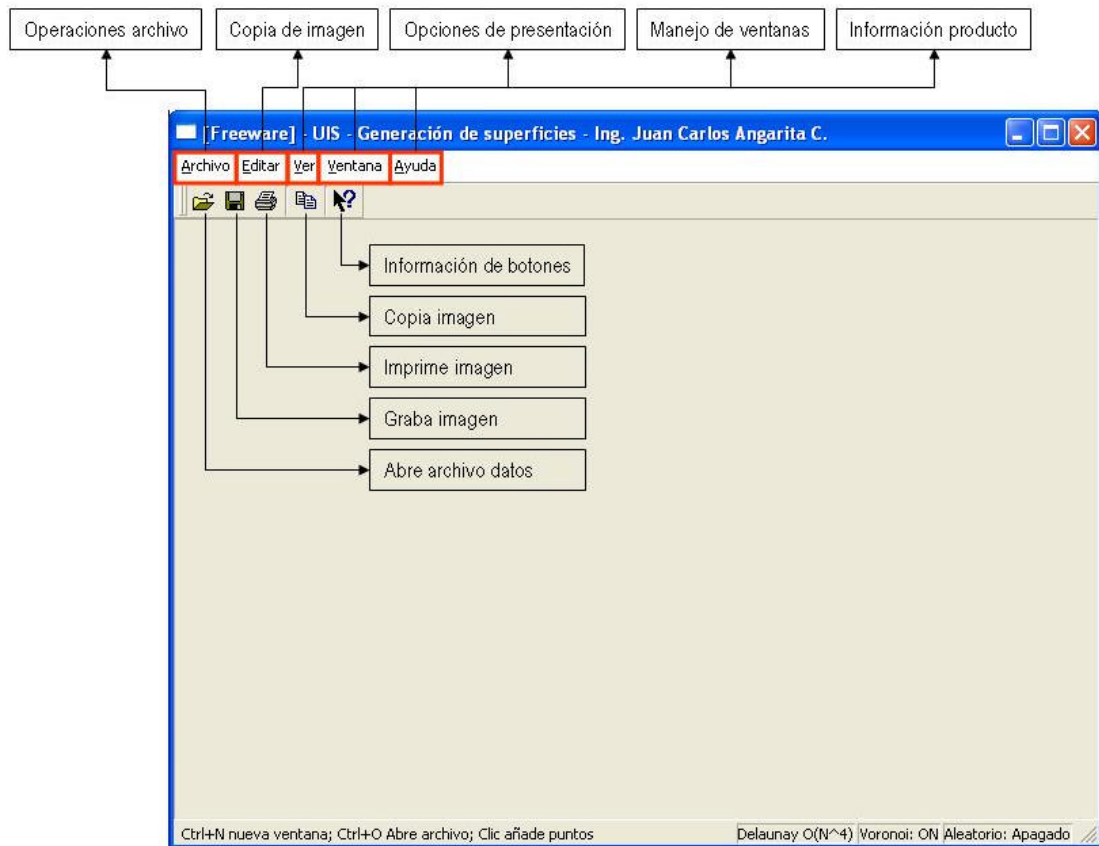 Operaciones archivo
Copia de imagen
Opciones de presentación
Manejo de ventanas
Información producto
[Freeware] - UIS - Generación de superficies - Ing. Juan Carlos Angarita C.
Archivo Editar Ver Ventana Ayuda
Información de botones
Copia imagen
Imprime imagen
Graba imagen
Abre archivo datos
Ctrl+N nueva ventana; Ctrl+O Abre archivo; Clic añade puntos
Delaunay O(N^4) Voronoi: ON Aleatorio: Apagado